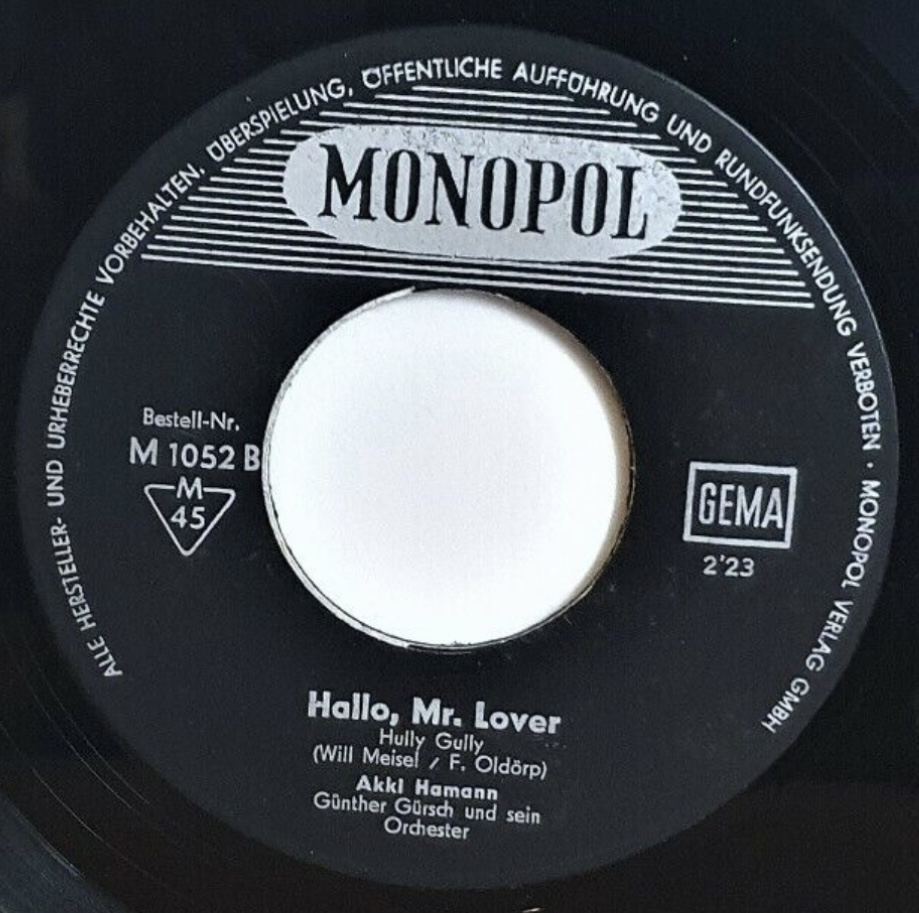 ALLE HERSTELLER- UND URHEBERRECHTE VORBEHALTEN, ÜBERSPIELUNG, ÖFFENTLICHE AUFFÜHRUNG UND RUNDFUNKSENDUNG VERBOTEN · MONOPOL VERLAG GMBH
MONOPOL
Bestell-Nr.
M 1052 B
M
45
GEMA
2'23
Hallo, Mr. Lover
Hully Gully
(Will Meisel / F. Oldörp)
Akki Hamann
Günther Gürsch und sein
Orchester